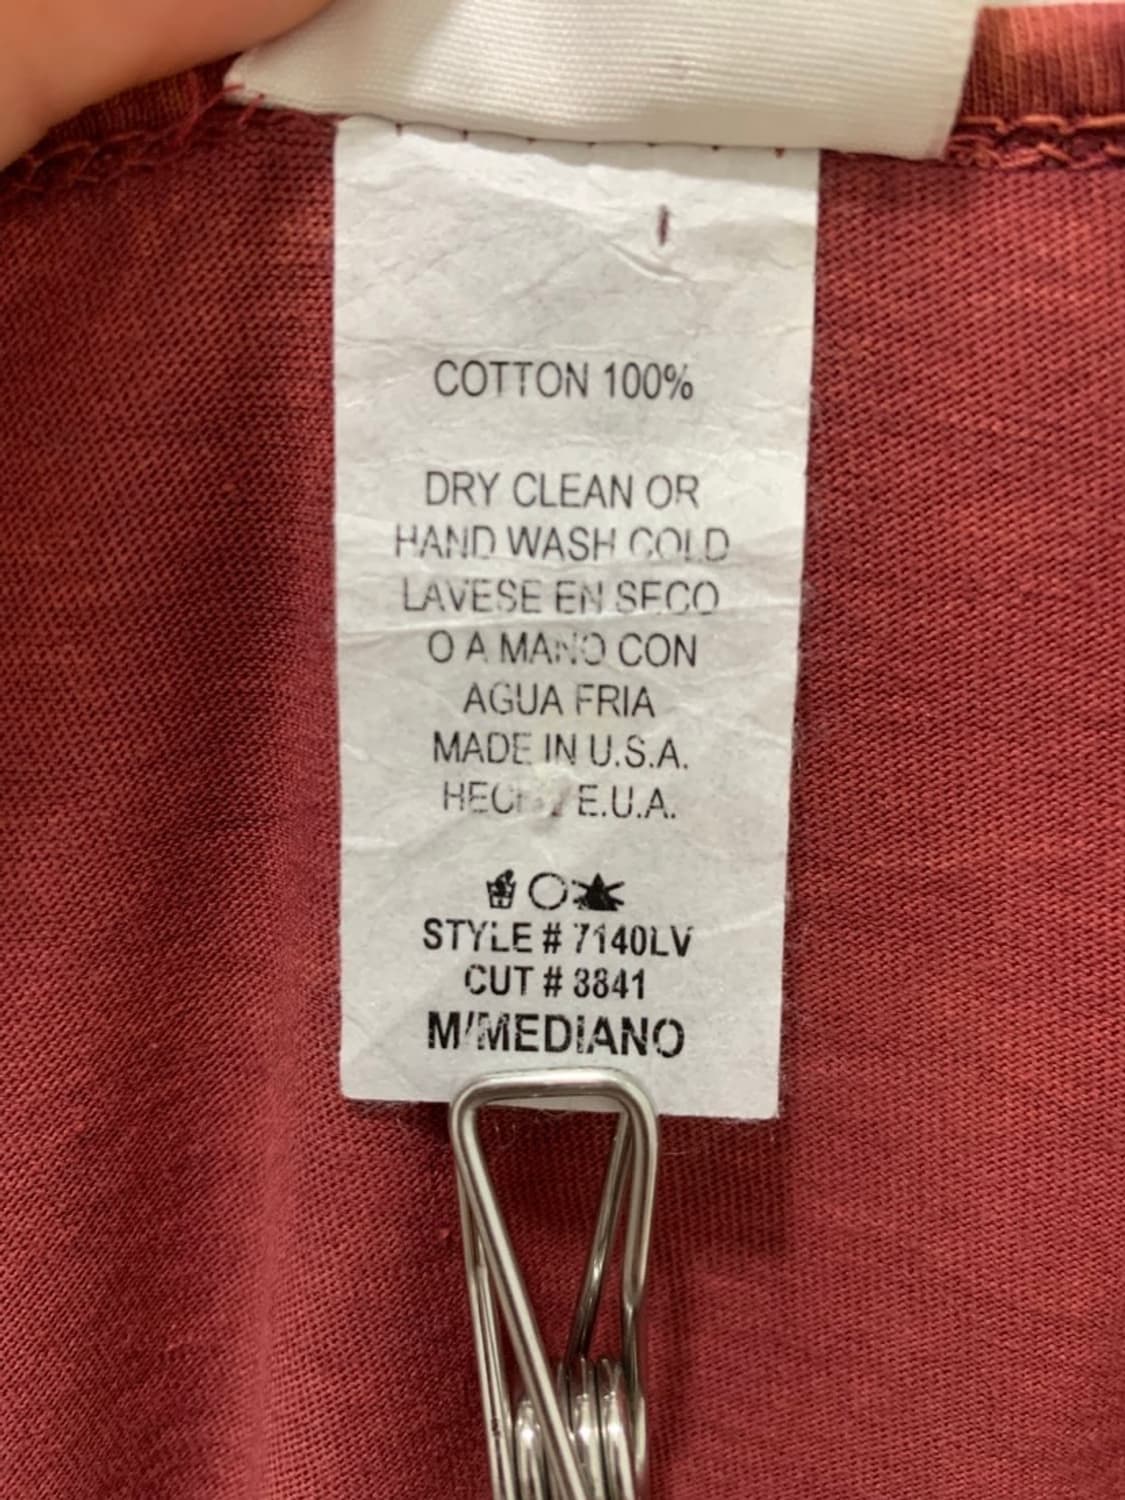 COTTON 100%
DRY CLEAN OR
HAND WASH COLD
LAVESE EN SECO
O A MANO CON
AGUA FRIA
MADE IN U.S.A.
E.U.A.
STYLE # 7140LV
CUT # 3841
M/MEDIANO